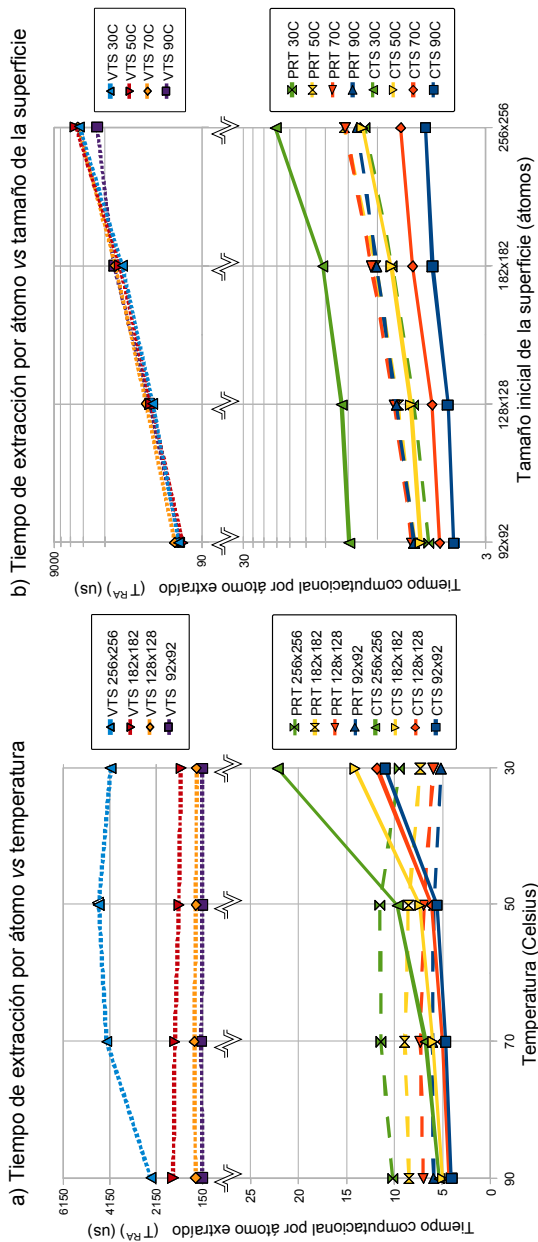 a) Tiempo de extracción por átomo vs temperatura
6150
4150
2150
150
25
20
15
10
5
0
Tiempo computacional por átomo extraído
(T_RA) (us)
90
70
50
30
Temperatura (Celsius)
VTS 256x256
VTS 182x182
VTS 128x128
VTS 92x92
PRT 256x256
PRT 182x182
PRT 128x128
PRT 92x92
CTS 256x256
CTS 182x182
CTS 128x128
CTS 92x92
b) Tiempo de extracción por átomo vs tamaño de la superficie
9000
90
30
3
Tiempo computacional por átomo extraído
(T_RA) (us)
92x92
128x128
182x182
256x256
Tamaño inicial de la superficie (átomos)
VTS 30C
VTS 50C
VTS 70C
VTS 90C
PRT 30C
PRT 50C
PRT 70C
PRT 90C
CTS 30C
CTS 50C
CTS 70C
CTS 90C